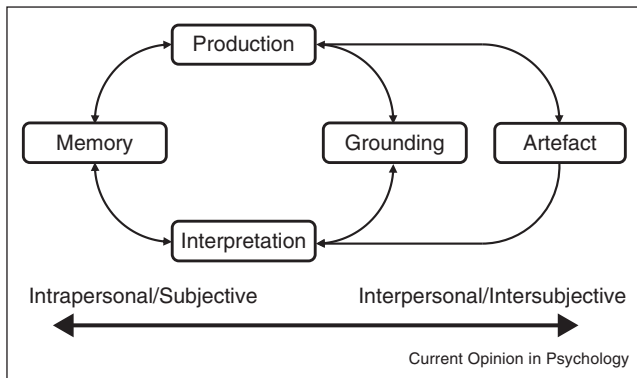 Production
Memory
Grounding
Artefact
Interpretation
Intrapersonal/Subjective
Interpersonal/Intersubjective
Current Opinion in Psychology